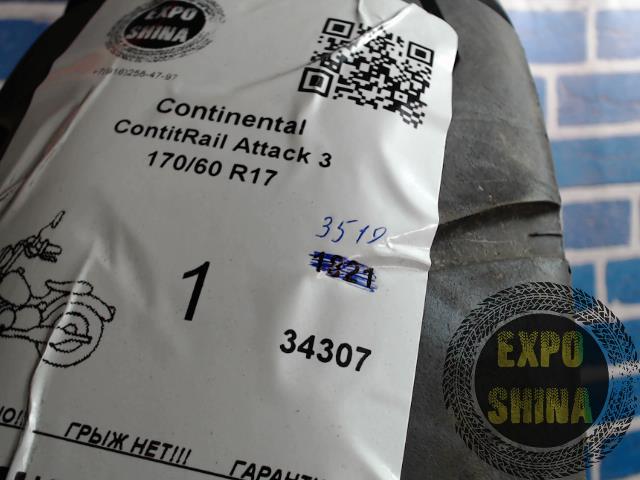 EXPO
SHINA
Continental
ContitRail Attack 3
170/60 R17
3519
1821
1
34307
ГРЫЖ НЕТ!!!
EXPO
SHINA